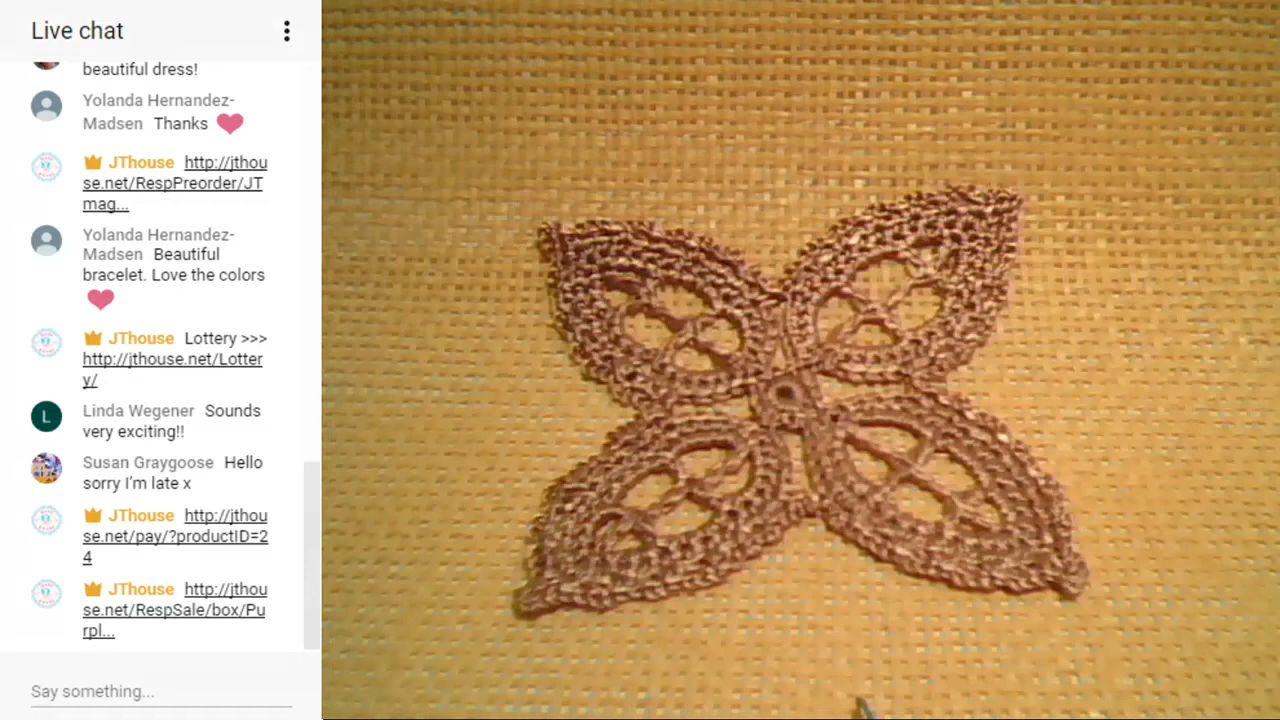 Live chat
beautiful dress!
Yolanda Hernandez-
Madsen Thanks
JThouse http://jthou
se.net/RespPreorder/JT
mag...
Yolanda Hernandez-
Madsen Beautiful
bracelet. Love the colors
JThouse Lottery >>>
http://jthouse.net/Lotter
y/
L
Linda Wegener Sounds
very exciting!!
Susan Graygoose Hello
sorry I'm late x
JThouse http://jthou
se.net/pay/?productID=2
4
JThouse http://jthou
se.net/RespSale/box/Pu
rpl...
Say something...